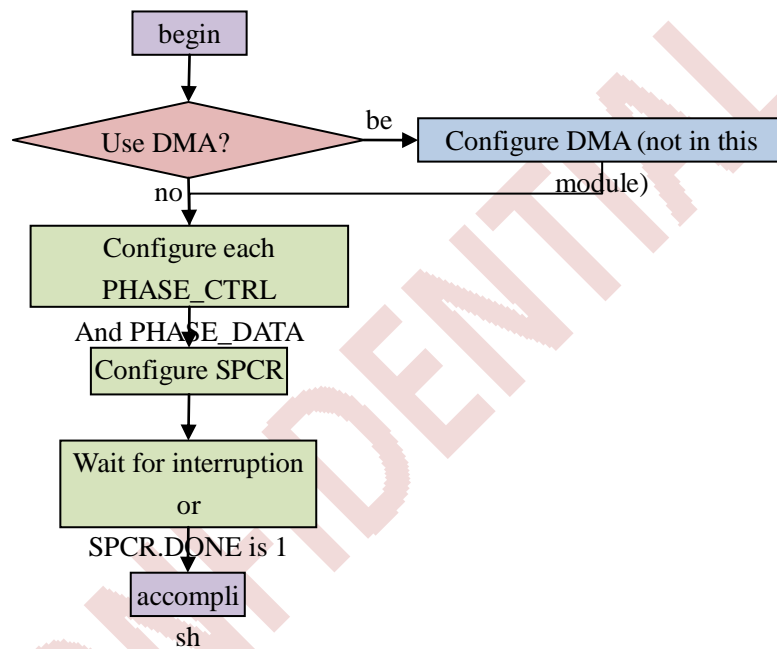 begin
Use DMA?
be
Configure DMA (not in this
module)
no
Configure each
PHASE_CTRL
And PHASE_DATA
Configure SPCR
Wait for interruption
or
SPCR.DONE is 1
accompli
sh
CONFIDENTIAL